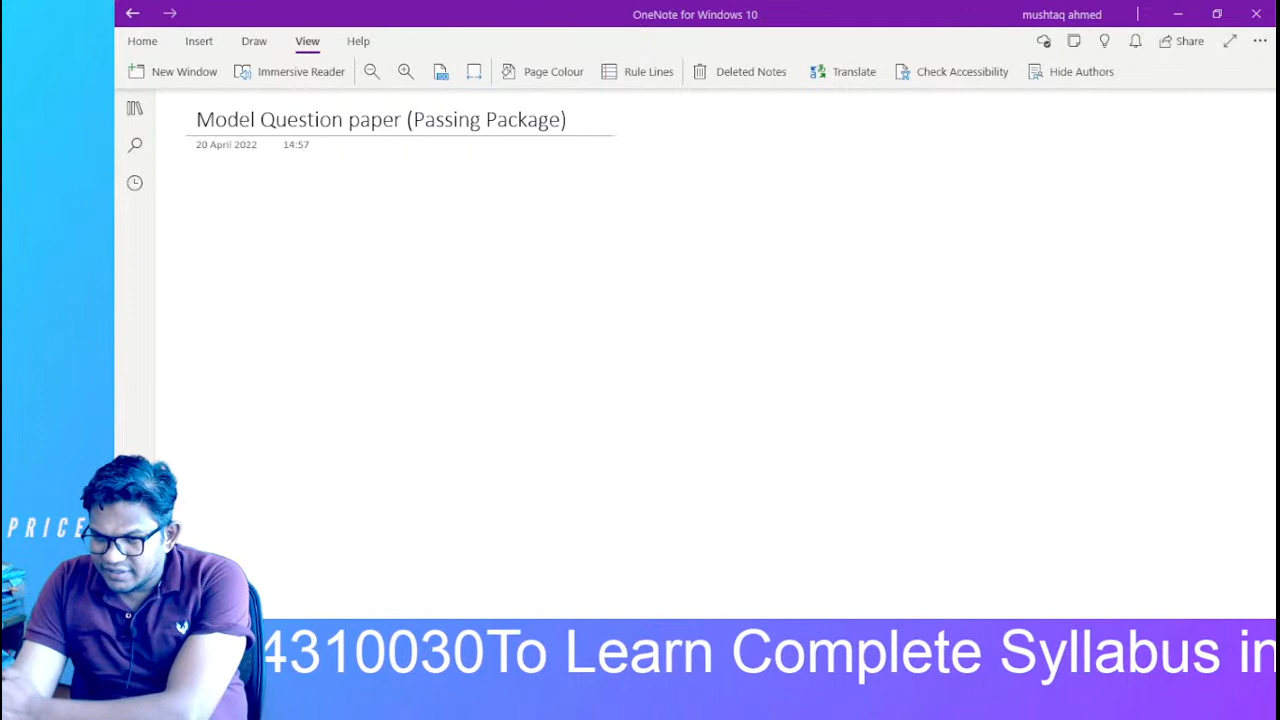 OneNote for Windows 10
mushtaq ahmed
Home Insert Draw View Help
Share
New Window Immersive Reader Page Colour Rule Lines Deleted Notes Translate Check Accessibility Hide Authors
Model Question paper (Passing Package)
20 April 2022 14:57
PRICE
4310030To Learn Complete Syllabus in